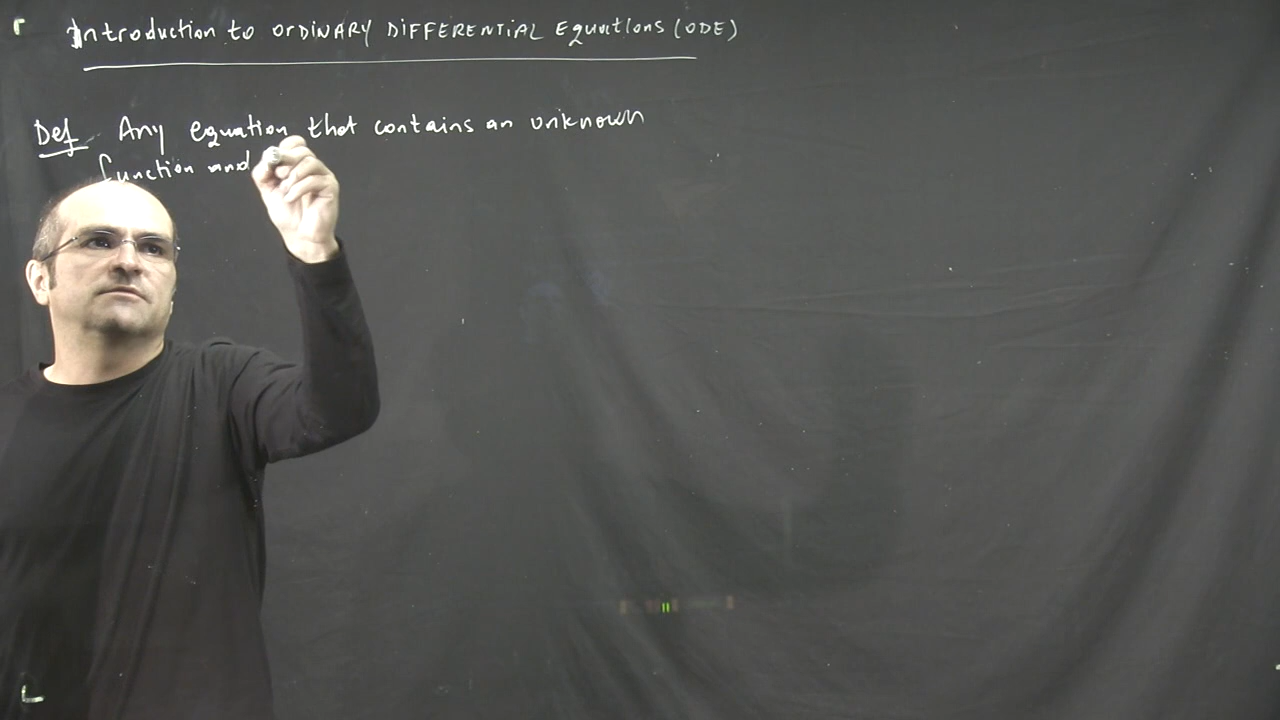 Introduction to ORDINARY DIFFERENTIAL Equations (ODE)
Def Any equation that contains an unknown
function and